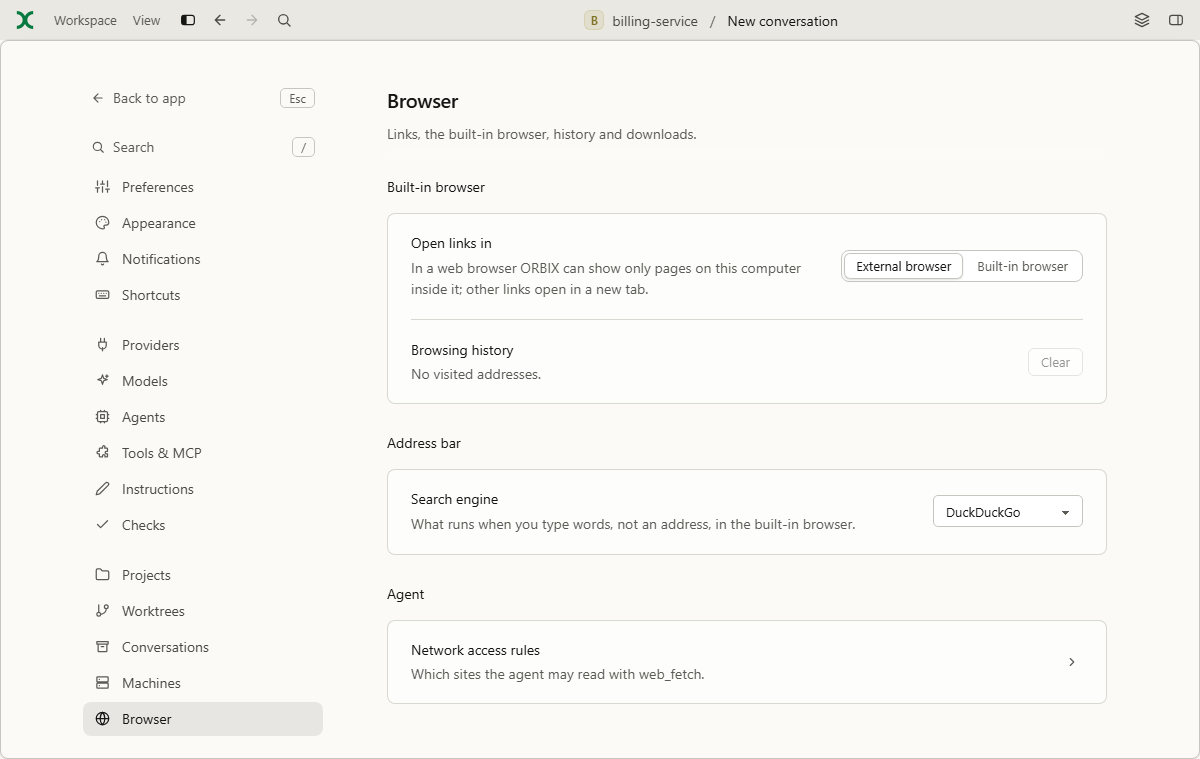 Workspace View
B billing-service / New conversation
Back to app Esc
Search /
Preferences
Appearance
Notifications
Shortcuts
Providers
Models
Agents
Tools & MCP
Instructions
Checks
Projects
Worktrees
Conversations
Machines
Browser
Browser
Links, the built-in browser, history and downloads.
Built-in browser
Open links in
In a web browser ORBIX can show only pages on this computer
inside it; other links open in a new tab.
External browser Built-in browser
Browsing history
No visited addresses.
Clear
Address bar
Search engine
What runs when you type words, not an address, in the built-in browser.
DuckDuckGo
Agent
Network access rules
Which sites the agent may read with web_fetch.